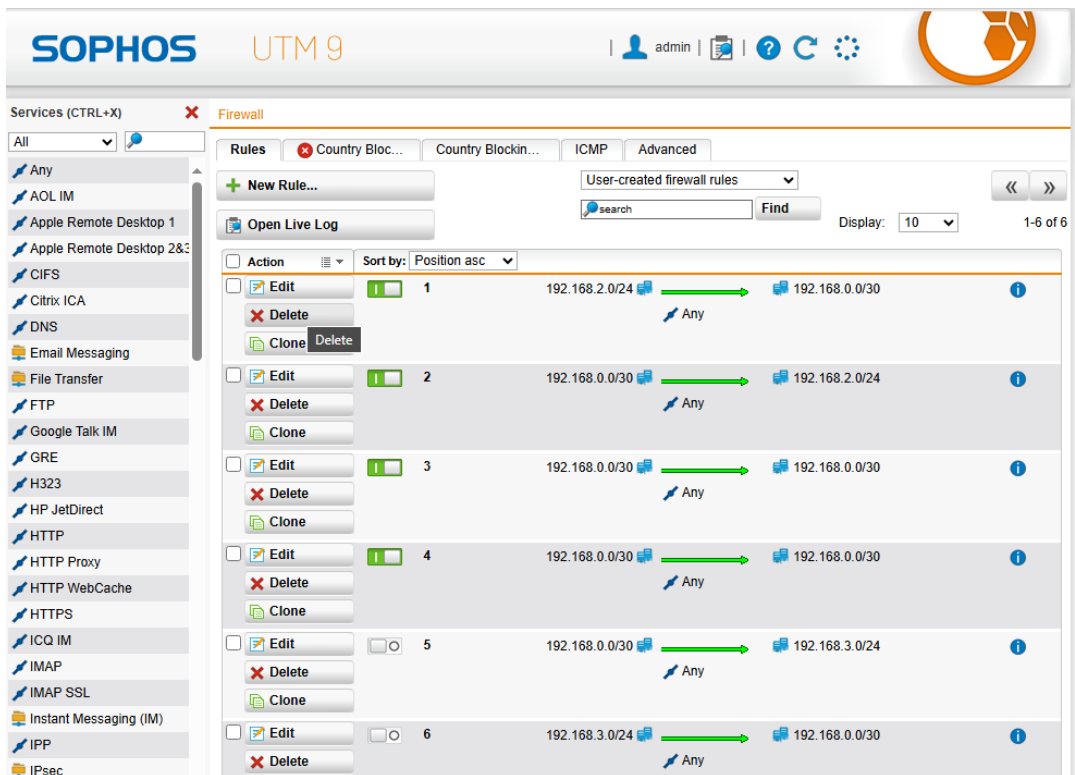 SOPHOS UTM 9
admin
Services (CTRL+X)
All
Any
AOL IM
Apple Remote Desktop 1
Apple Remote Desktop 2&3
CIFS
Citrix ICA
DNS
Email Messaging
File Transfer
FTP
Google Talk IM
GRE
H323
HP JetDirect
HTTP
HTTP Proxy
HTTP WebCache
HTTPS
ICQ IM
IMAP
IMAP SSL
Instant Messaging (IM)
IPP
IPsec
Firewall
Rules Country Bloc... Country Blockin... ICMP Advanced
New Rule...
User-created firewall rules
Open Live Log
search Find
Display: 10 1-6 of 6
Action Sort by: Position asc
Edit 1 192.168.2.0/24 192.168.0.0/30
Delete Any
Clone Delete
Edit 2 192.168.0.0/30 192.168.2.0/24
Delete Any
Clone
Edit 3 192.168.0.0/30 192.168.0.0/30
Delete Any
Clone
Edit 4 192.168.0.0/30 192.168.0.0/30
Delete Any
Clone
Edit 5 192.168.0.0/30 192.168.3.0/24
Delete Any
Clone
Edit 6 192.168.3.0/24 192.168.0.0/30
Delete Any